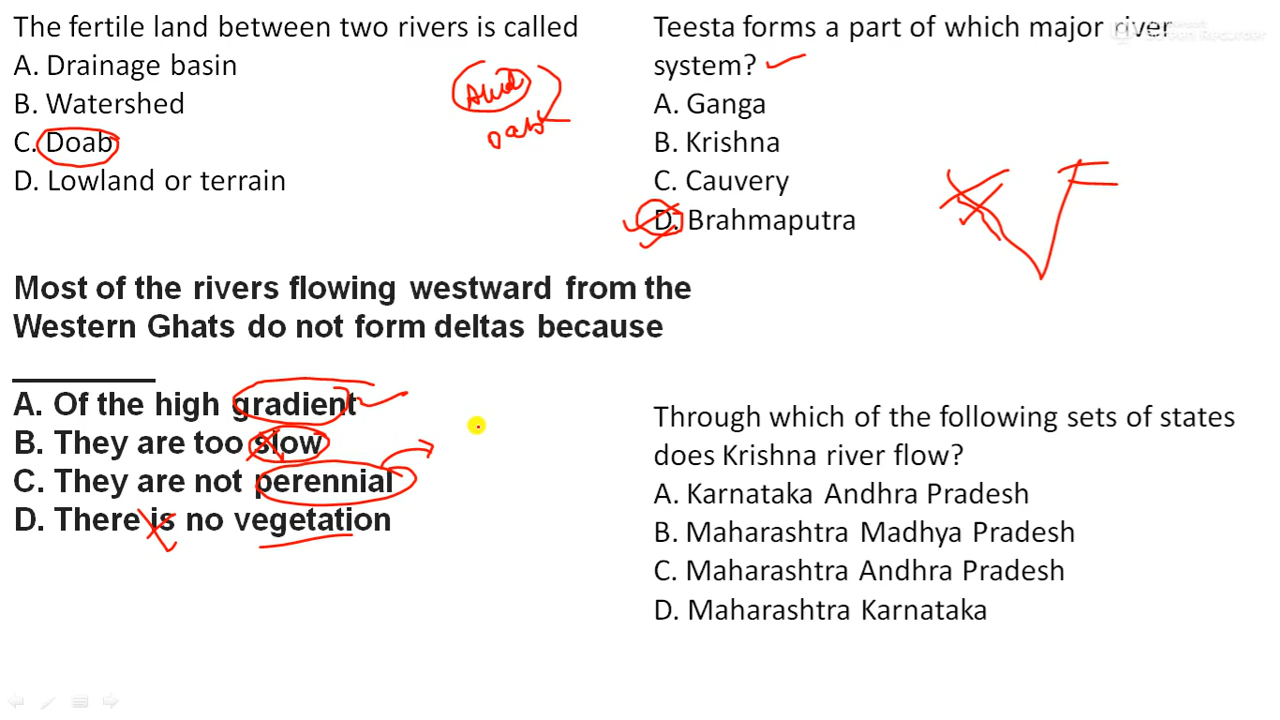 The fertile land between two rivers is called
A. Drainage basin
B. Watershed
C. Doab
D. Lowland or terrain
Teesta forms a part of which major river
system?
A. Ganga
B. Krishna
C. Cauvery
D. Brahmaputra
Most of the rivers flowing westward from the
Western Ghats do not form deltas because
__________
A. Of the high gradient
B. They are too slow
C. They are not perennial
D. There is no vegetation
Through which of the following sets of states
does Krishna river flow?
A. Karnataka Andhra Pradesh
B. Maharashtra Madhya Pradesh
C. Maharashtra Andhra Pradesh
D. Maharashtra Karnataka
Screen Recorder